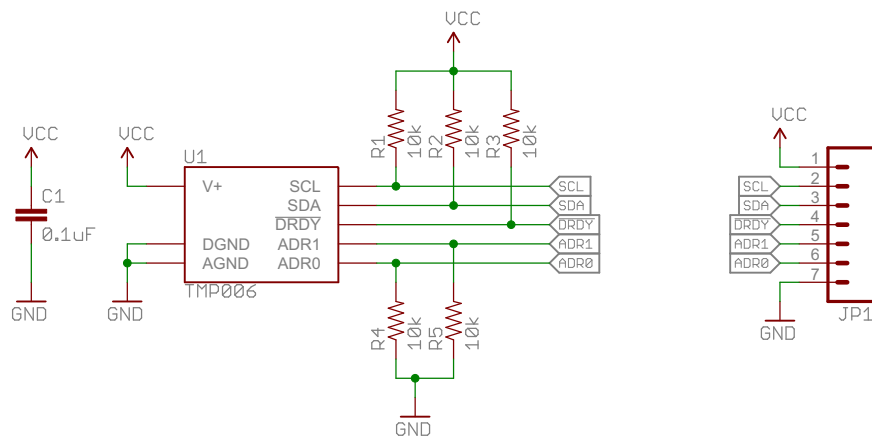 VCC
VCC
VCC
VCC
R1
10k
R2
10k
R3
10k
U1
V+
DGND
AGND
SCL
SDA
DRDY
ADR1
ADR0
TMP006
C1
0.1uF
GND
GND
SCL
SDA
DRDY
ADR1
ADR0
R4
10k
R5
10k
GND
SCL
SDA
DRDY
ADR1
ADR0
1
2
3
4
5
6
7
GND
JP1